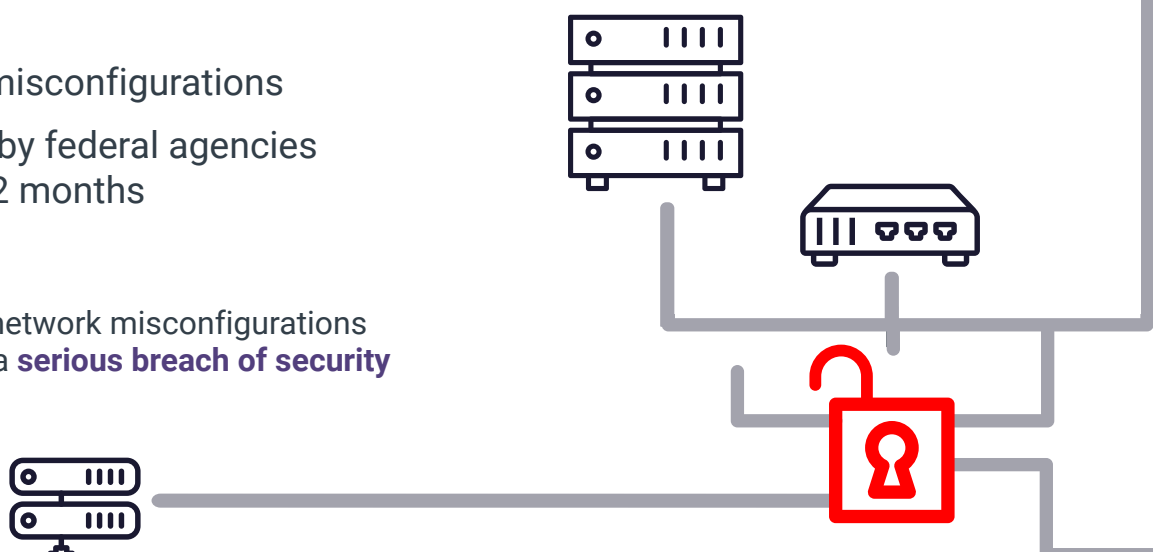 misconfigurations
by federal agencies
2 months
network misconfigurations
a serious breach of security